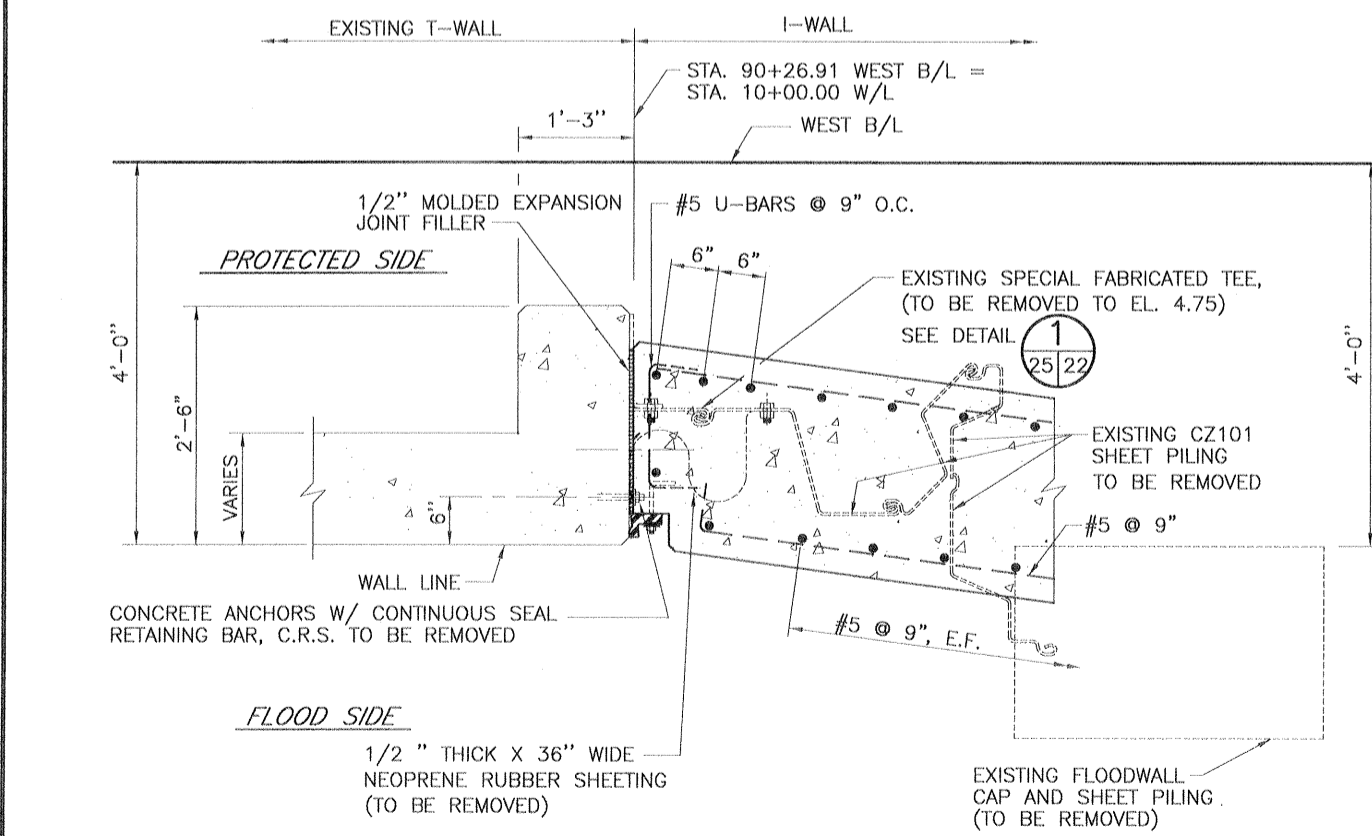 EXISTING T-WALL
I-WALL
STA. 90+26.91 WEST B/L =
STA. 10+00.00 W/L
1'-3"
WEST B/L
1/2" MOLDED EXPANSION
JOINT FILLER
#5 U-BARS @ 9" O.C.
PROTECTED SIDE
6"
6"
EXISTING SPECIAL FABRICATED TEE,
(TO BE REMOVED TO EL. 4.75)
SEE DETAIL
1
25
22
4'-0"
4'-0"
2'-6"
VARIES
6"
EXISTING CZ101
SHEET PILING
TO BE REMOVED
#5 @ 9"
WALL LINE
CONCRETE ANCHORS W/ CONTINUOUS SEAL
RETAINING BAR, C.R.S. TO BE REMOVED
#5 @ 9", E.F.
FLOOD SIDE
1/2 " THICK X 36" WIDE
NEOPRENE RUBBER SHEETING
(TO BE REMOVED)
EXISTING FLOODWALL
CAP AND SHEET PILING
(TO BE REMOVED)